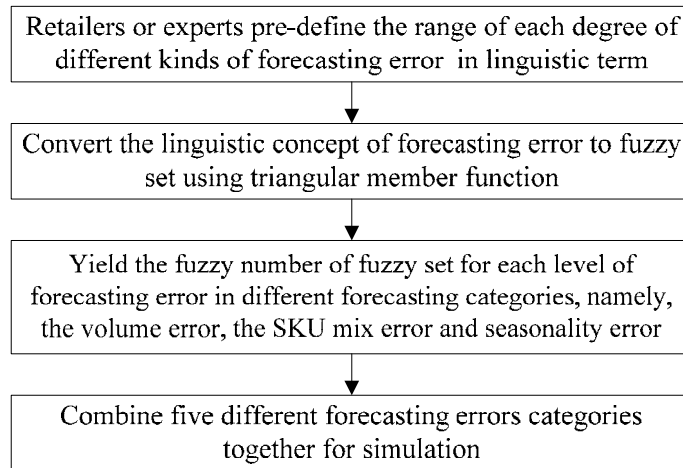 Retailers or experts pre-define the range of each degree of
different kinds of forecasting error in linguistic term
Convert the linguistic concept of forecasting error to fuzzy
set using triangular member function
Yield the fuzzy number of fuzzy set for each level of
forecasting error in different forecasting categories, namely,
the volume error, the SKU mix error and seasonality error
Combine five different forecasting errors categories
together for simulation